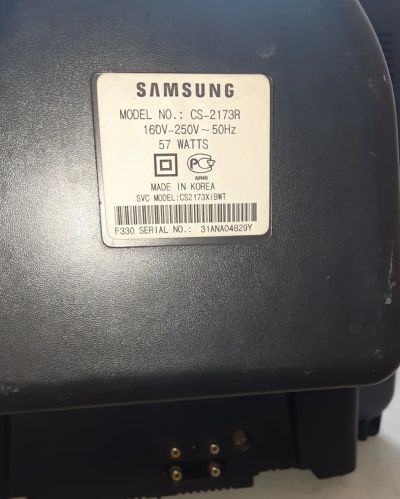 SAMSUNG
MODEL NO.: CS-2173R
160V-250V~50Hz
57 WATTS
AЯ46
MADE IN KOREA
SVC MODEL:CS2173X/BWT
F330 SERIAL NO.: 31ANA04829Y